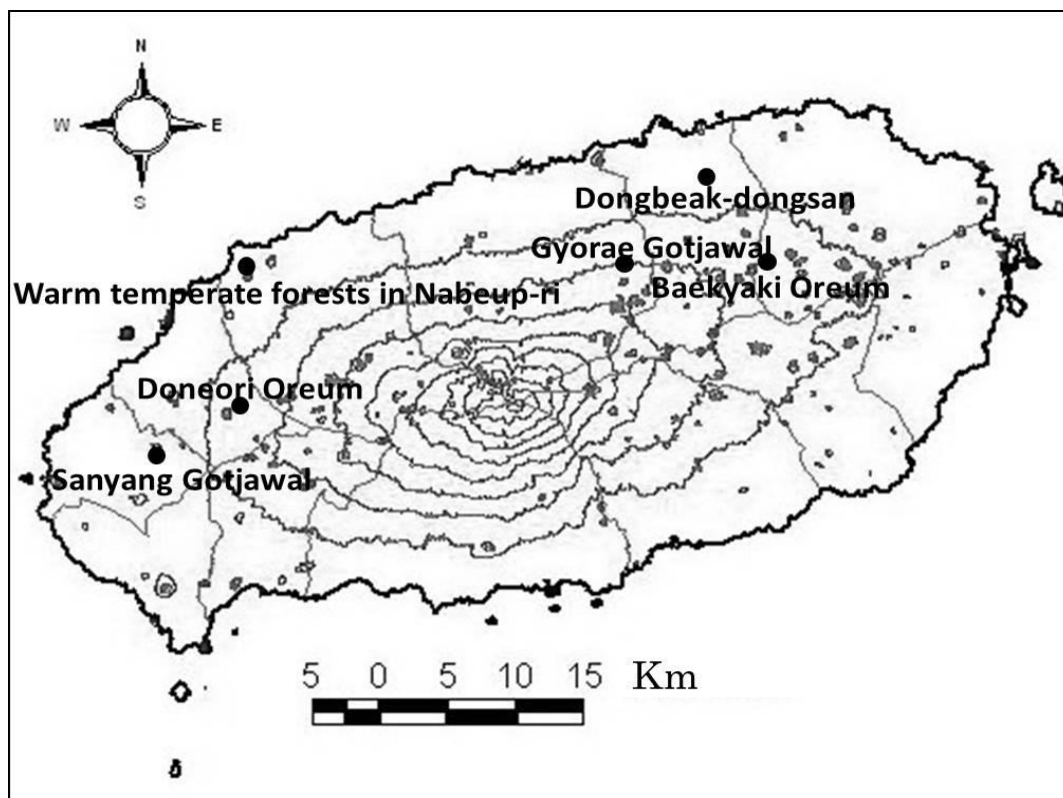 N
W E
S
Dongbeak-dongsan
Gyorae Gotjawal
Baekyaki Oreum
Warm temperate forests in Nabeup-ri
Doneori Oreum
Sanyang Gotjawal
5 0 5 10 15 Km